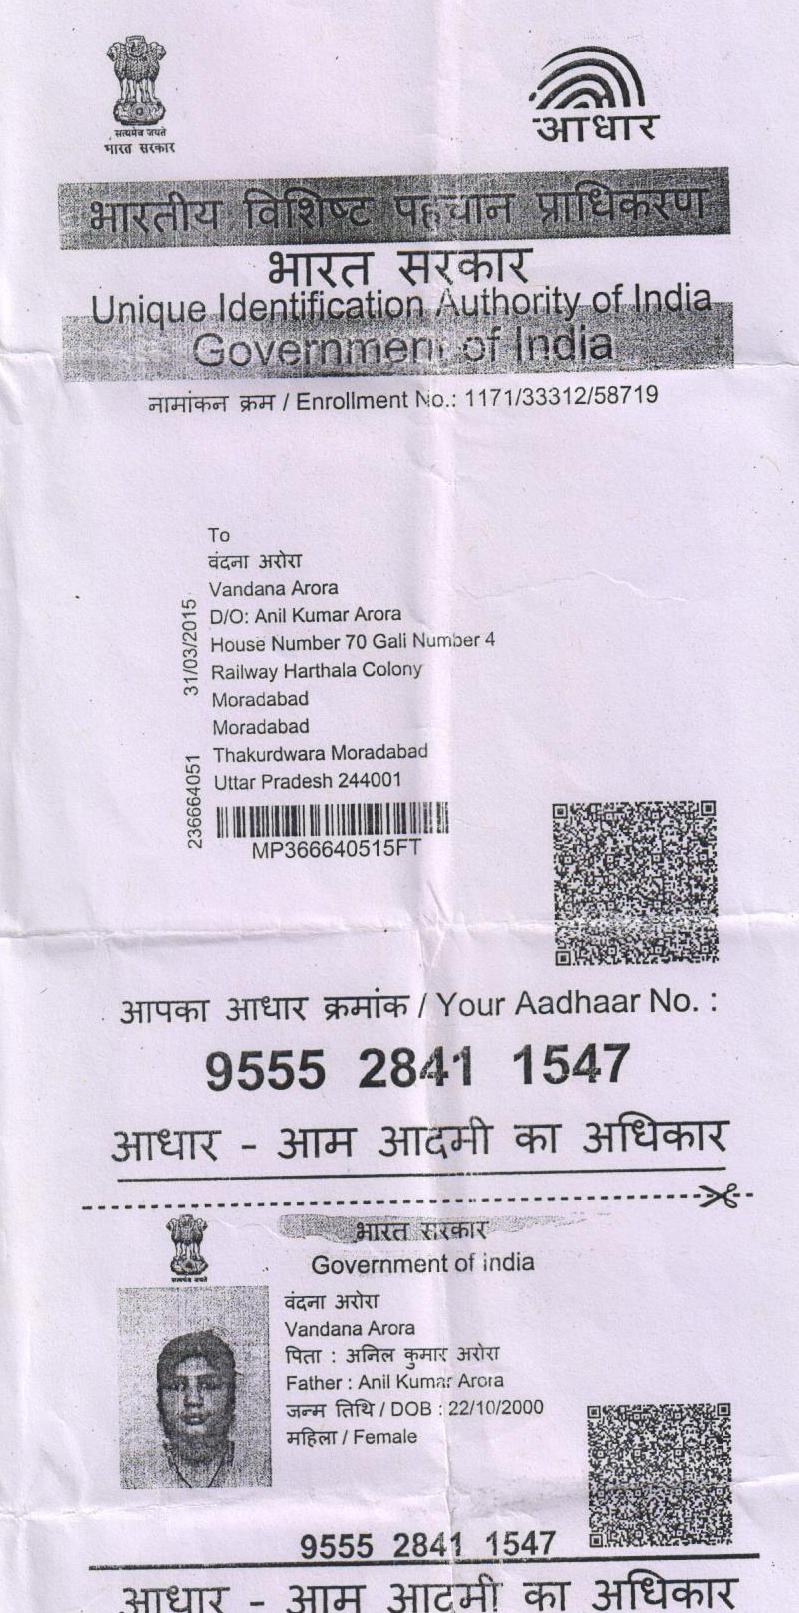 सत्यमेव जयते
भारत सरकार
आधार
भारतीय विशिष्ट पहचान प्राधिकरण
भारत सरकार
Unique Identification Authority of India
Government of India
नामांकन क्रम / Enrollment No.: 1171/33312/58719
To
वंदना अरोरा
Vandana Arora
D/O: Anil Kumar Arora
House Number 70 Gali Number 4
Railway Harthala Colony
Moradabad
Moradabad
Thakurdwara Moradabad
Uttar Pradesh 244001
31/03/2015
236664051
MP366640515FT
आपका आधार क्रमांक / Your Aadhaar No. :
9555 2841 1547
आधार - आम आदमी का अधिकार
सत्यमेव जयते
भारत सरकार
Government of india
वंदना अरोरा
Vandana Arora
पिता : अनिल कुमार अरोरा
Father : Anil Kumar Arora
जन्म तिथि / DOB : 22/10/2000
महिला / Female
9555 2841 1547
आधार - आम आदमी का अधिकार